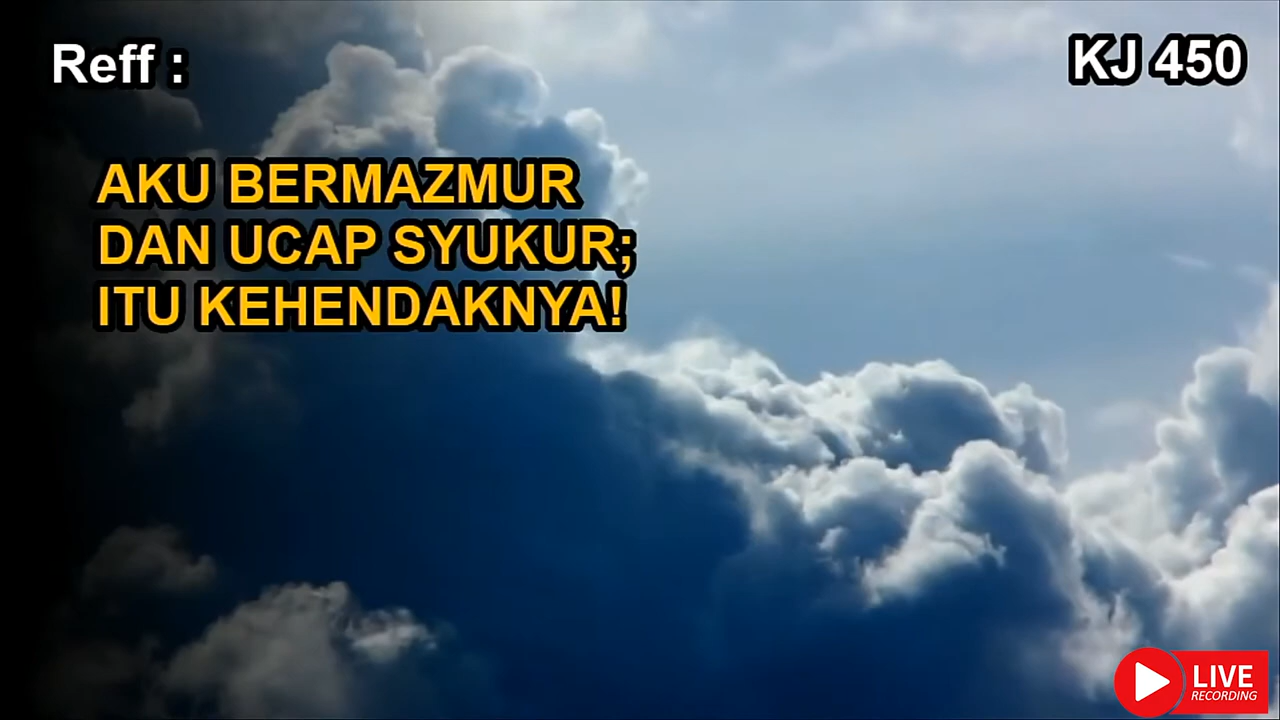 Reff :
KJ 450
AKU BERMAZMUR
DAN UCAP SYUKUR;
ITU KEHENDAKNYA!
LIVE
RECORDING